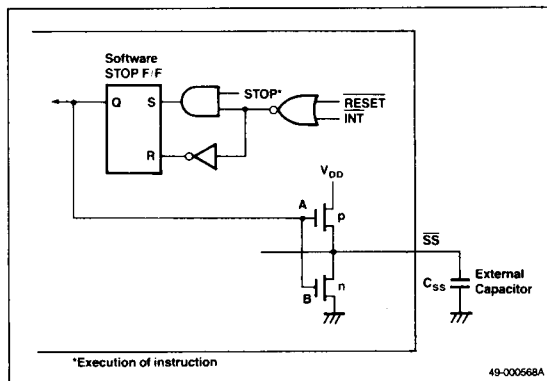 Software
STOP F/F
Q
S
STOP*
RESET
INT
R
VDD
A
p
SS
B
n
CSS
External
Capacitor
*Execution of instruction
49-000568A